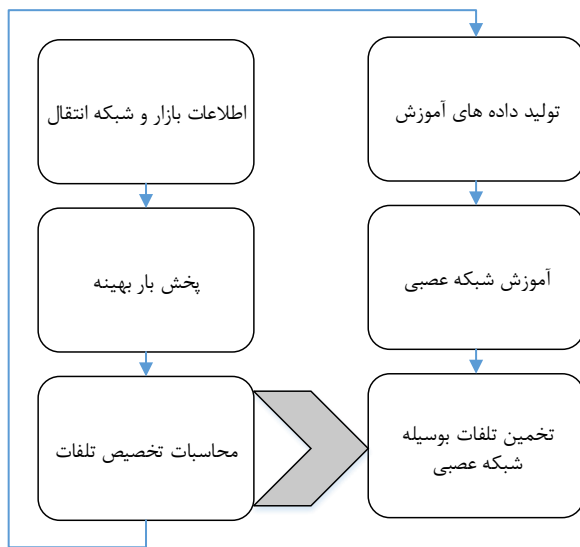 اطلاعات بازار و شبکه انتقال
پخش بار بهینه
محاسبات تخصیص تلفات
تولید داده های آموزش
آموزش شبکه عصبی
تخمین تلفات بوسیله
شبکه عصبی